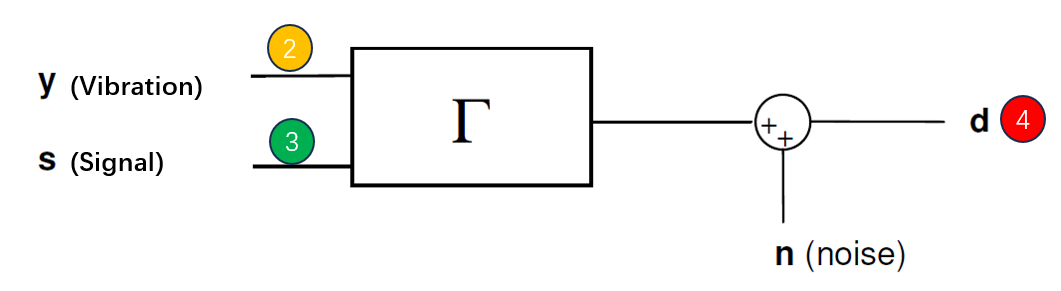 2
y (Vibration)
3
s (Signal)
Γ
+
+
d 4
n (noise)